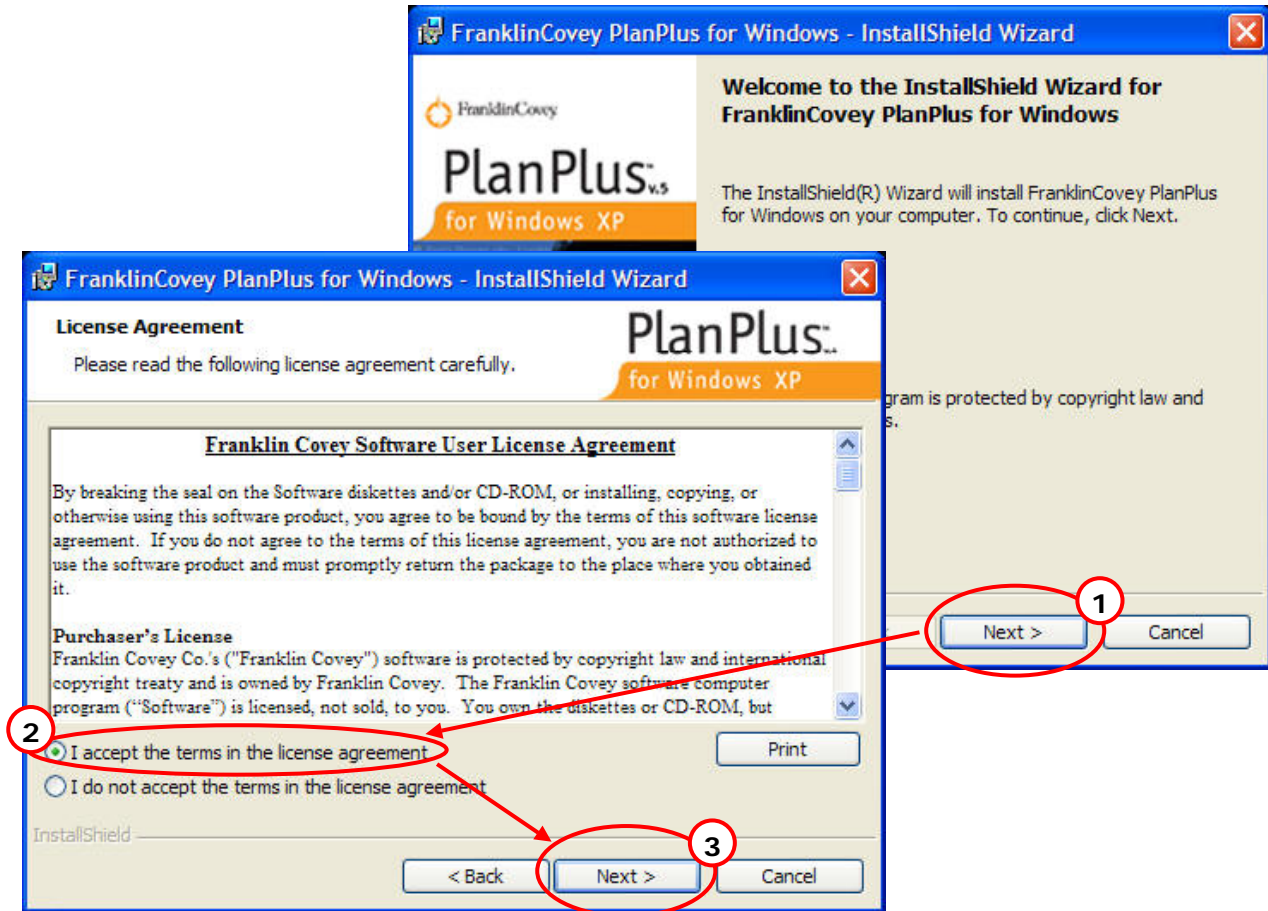 FranklinCovey PlanPlus for Windows - InstallShield Wizard
FranklinCovey
PlanPlus™ v.5
for Windows XP
Welcome to the InstallShield Wizard for
FranklinCovey PlanPlus for Windows
The InstallShield(R) Wizard will install FranklinCovey PlanPlus
for Windows on your computer. To continue, click Next.
gram is protected by copyright law and
s.
1
Next >
Cancel
FranklinCovey PlanPlus for Windows - InstallShield Wizard
License Agreement
Please read the following license agreement carefully.
PlanPlus
for Windows XP
Franklin Covey Software User License Agreement
By breaking the seal on the Software diskettes and/or CD-ROM, or installing, copying, or
otherwise using this software product, you agree to be bound by the terms of this software license
agreement. If you do not agree to the terms of this license agreement, you are not authorized to
use the software product and must promptly return the package to the place where you obtained
it.
Purchaser's License
Franklin Covey Co.'s ("Franklin Covey") software is protected by copyright law and international
copyright treaty and is owned by Franklin Covey. The Franklin Covey software computer
program ("Software") is licensed, not sold, to you. You own the diskettes or CD-ROM, but
2
I accept the terms in the license agreement
Print
I do not accept the terms in the license agreement
InstallShield
3
< Back
Next >
Cancel